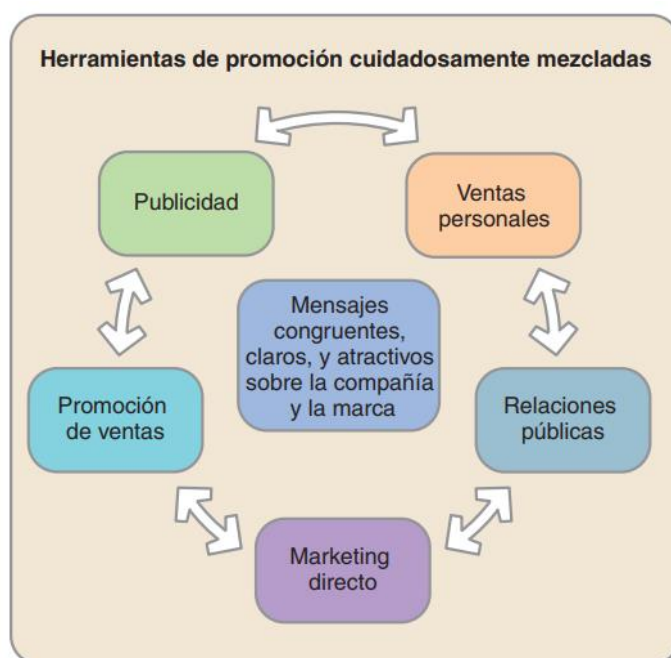 Herramientas de promoción cuidadosamente mezcladas
Publicidad
Ventas
personales
Mensajes
congruentes,
claros, y atractivos
sobre la compañía
y la marca
Promoción
de ventas
Relaciones
públicas
Marketing
directo